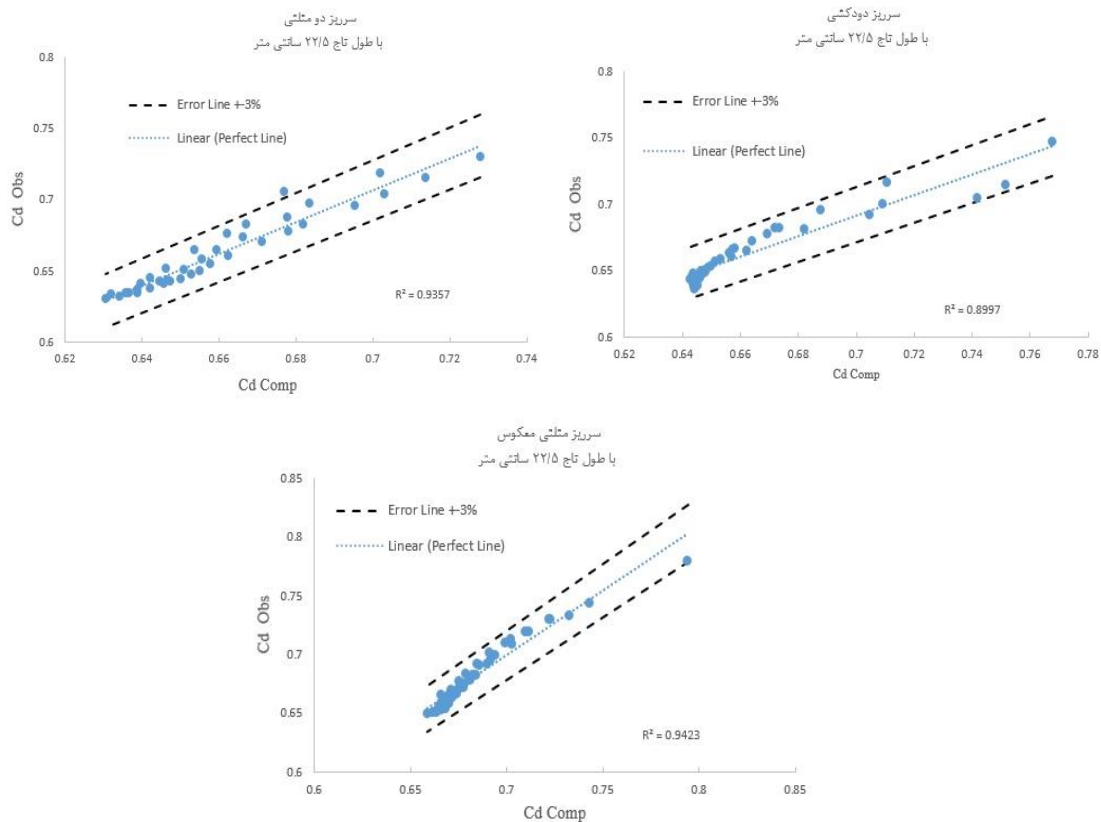 سرریز دو مثلثی
با طول تاج ۲۲/۵ سانتی متر
0.8
0.75
0.7
0.65
0.6
Cd Obs
Error Line +-3%
Linear (Perfect Line)
R² = 0.9357
0.62 0.64 0.66 0.68 0.7 0.72 0.74
Cd Comp
سرریز دودکشی
با طول تاج ۲۲/۵ سانتی متر
0.8
0.75
0.7
0.65
0.6
Cd Obs
Error Line +-3%
Linear (Perfect Line)
R² = 0.8997
0.62 0.64 0.66 0.68 0.7 0.72 0.74 0.76 0.78
Cd Comp
سرریز مثلثی معکوس
با طول تاج ۲۲/۵ سانتی متر
0.85
0.8
0.75
0.7
0.65
0.6
Cd Obs
Error Line +-3%
Linear (Perfect Line)
R² = 0.9423
0.6 0.65 0.7 0.75 0.8 0.85
Cd Comp